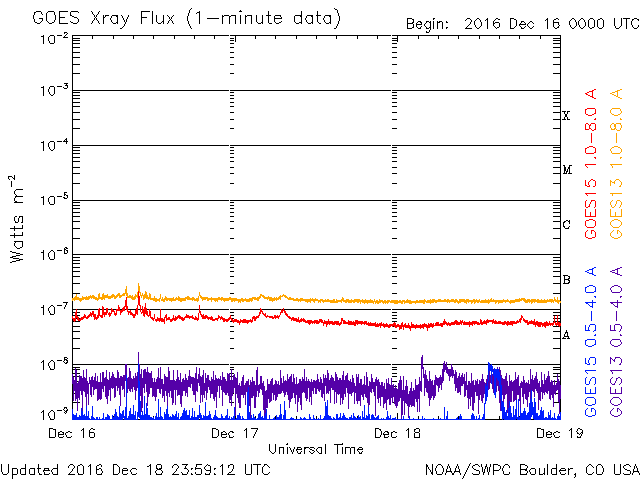 GOES Xray Flux (1-minute data)
Begin: 2016 Dec 16 0000 UTC
10⁻²
10⁻³
10⁻⁴
10⁻⁵
10⁻⁶
10⁻⁷
10⁻⁸
10⁻⁹
Watts m⁻²
X
M
C
B
A
GOES15 1.0-8.0 A
GOES13 1.0-8.0 A
GOES15 0.5-4.0 A
GOES13 0.5-4.0 A
Dec 16 Dec 17 Dec 18 Dec 19
Universal Time
Updated 2016 Dec 18 23:59:12 UTC
NOAA/SWPC Boulder, CO USA